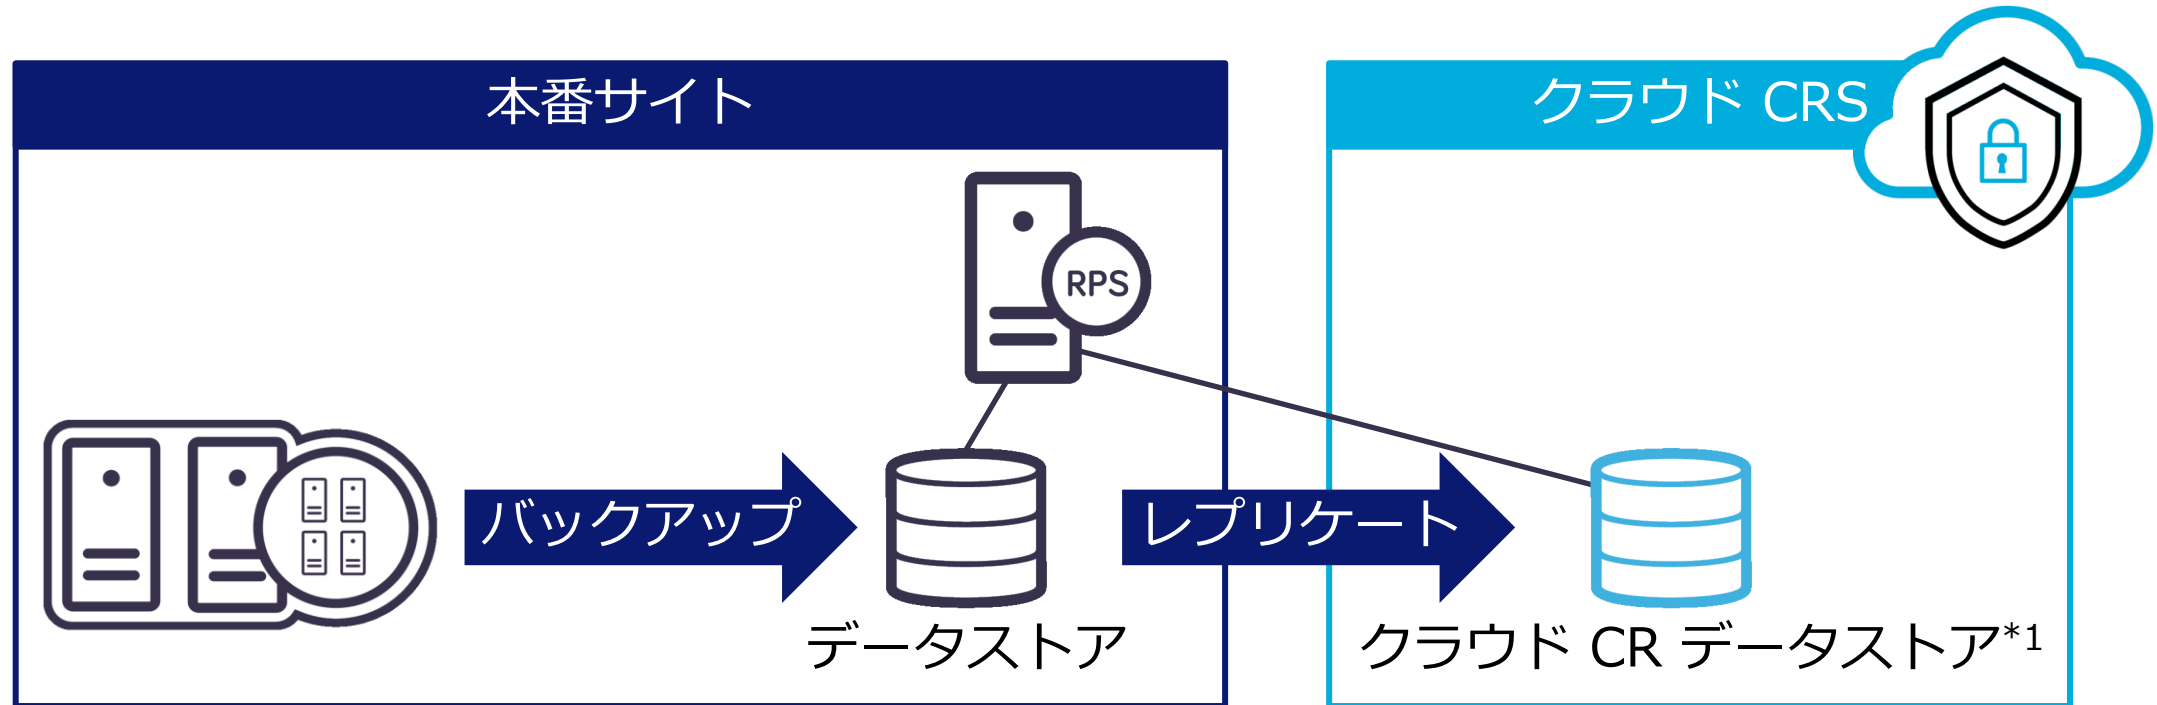 本番サイト
クラウド CRS
RPS
バックアップ
レプリケート
データストア
クラウド CR データストア*1